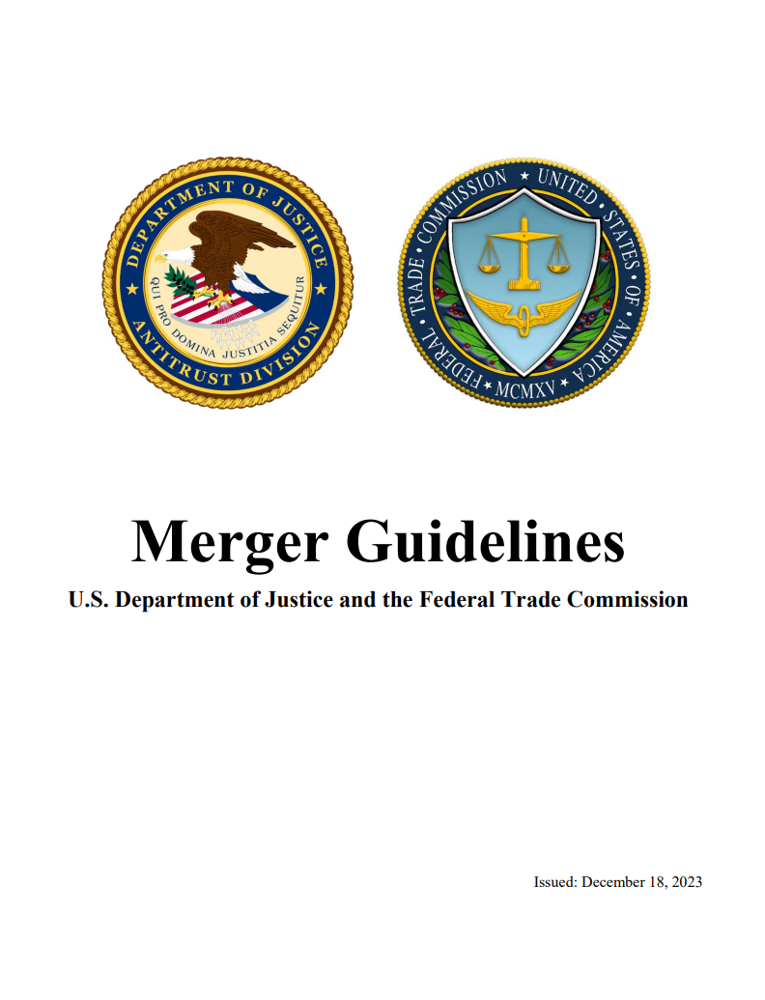 DEPARTMENT OF JUSTICE
QUI PRO DOMINA JUSTITIA SEQUITUR
ANTITRUST DIVISION
FEDERAL TRADE COMMISSION ★ UNITED • STATES • OF • AMERICA
★ MCMXV ★
Merger Guidelines
U.S. Department of Justice and the Federal Trade Commission
Issued: December 18, 2023